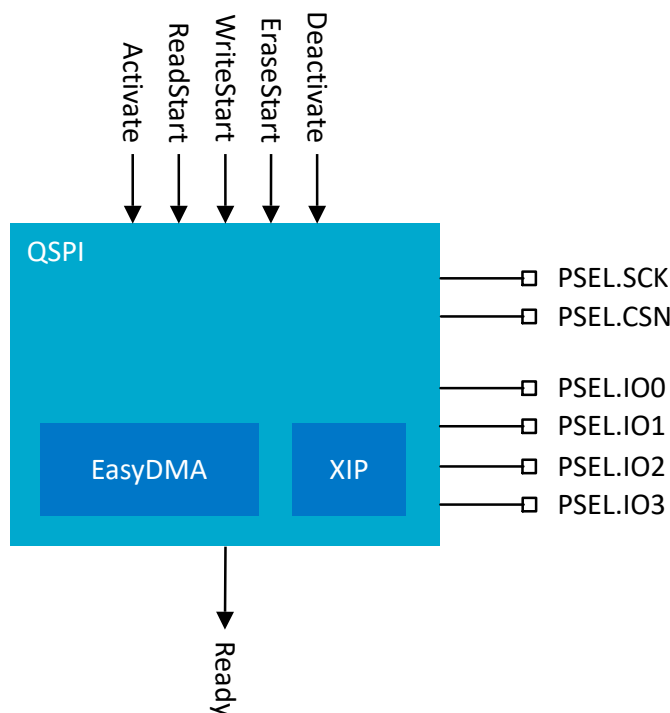 Activate
ReadStart
WriteStart
EraseStart
Deactivate
QSPI
PSEL.SCK
PSEL.CSN
PSEL.IO0
PSEL.IO1
PSEL.IO2
PSEL.IO3
EasyDMA
XIP
Ready